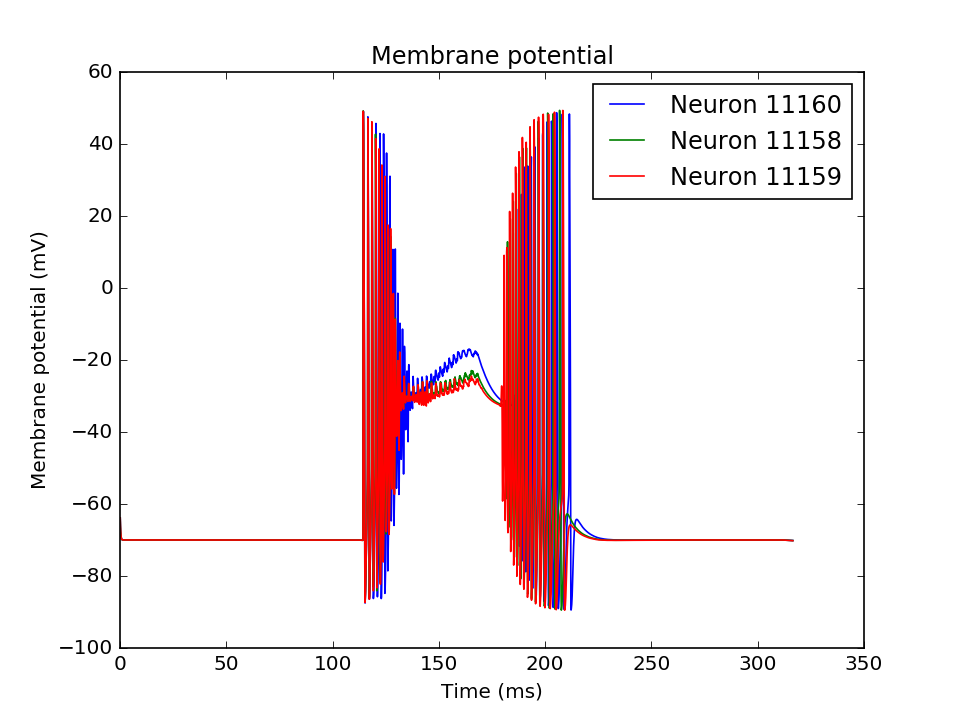 Membrane potential
60
40
20
0
−20
−40
−60
−80
−100
Membrane potential (mV)
Neuron 11160
Neuron 11158
Neuron 11159
0 50 100 150 200 250 300 350
Time (ms)